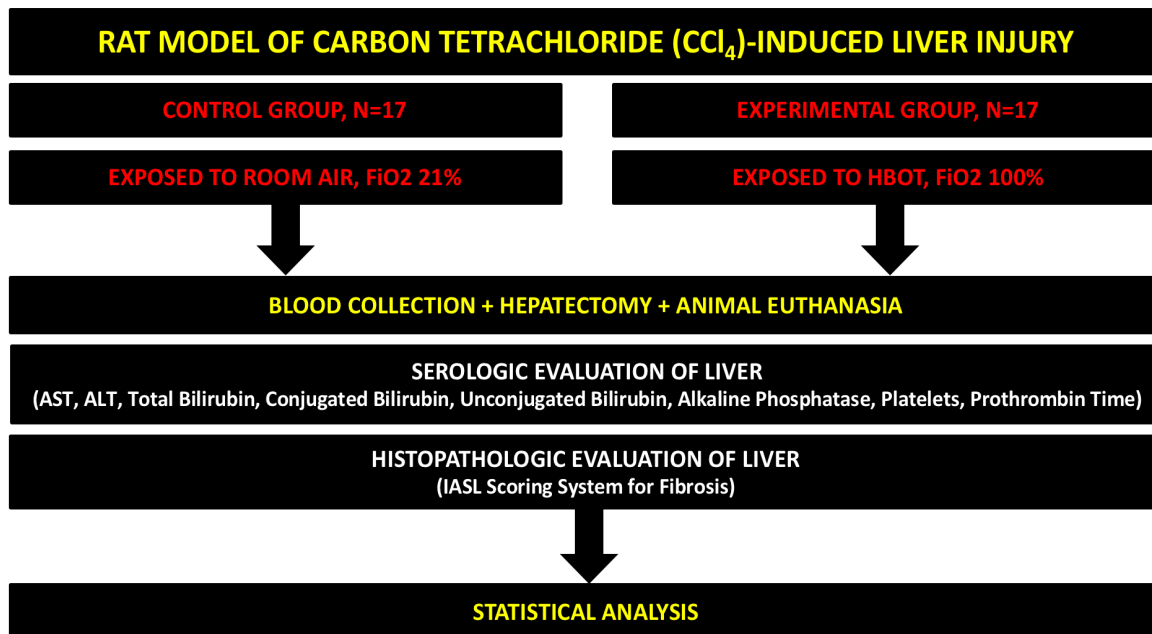 RAT MODEL OF CARBON TETRACHLORIDE (CCl₄)-INDUCED LIVER INJURY
CONTROL GROUP, N=17
EXPERIMENTAL GROUP, N=17
EXPOSED TO ROOM AIR, FiO2 21%
EXPOSED TO HBOT, FiO2 100%
BLOOD COLLECTION + HEPATECTOMY + ANIMAL EUTHANASIA
SEROLOGIC EVALUATION OF LIVER
(AST, ALT, Total Bilirubin, Conjugated Bilirubin, Unconjugated Bilirubin, Alkaline Phosphatase, Platelets, Prothrombin Time)
HISTOPATHOLOGIC EVALUATION OF LIVER
(IASL Scoring System for Fibrosis)
STATISTICAL ANALYSIS